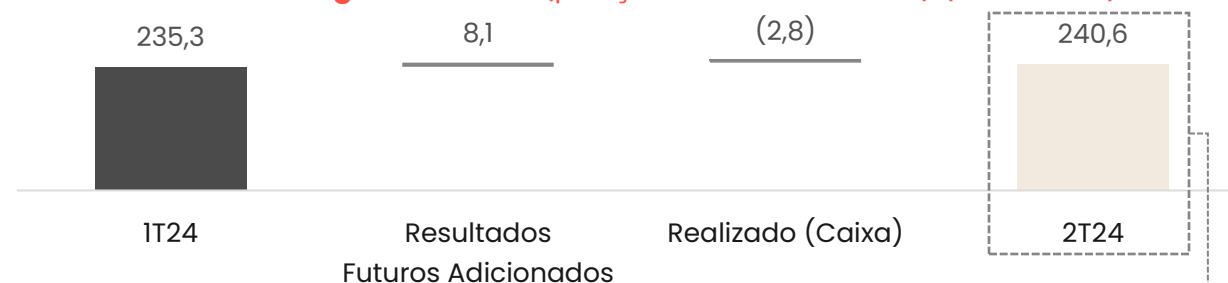 235,3
8,1
(2,8)
240,6
1T24
Resultados
Futuros Adicionados
Realizado (Caixa)
2T24